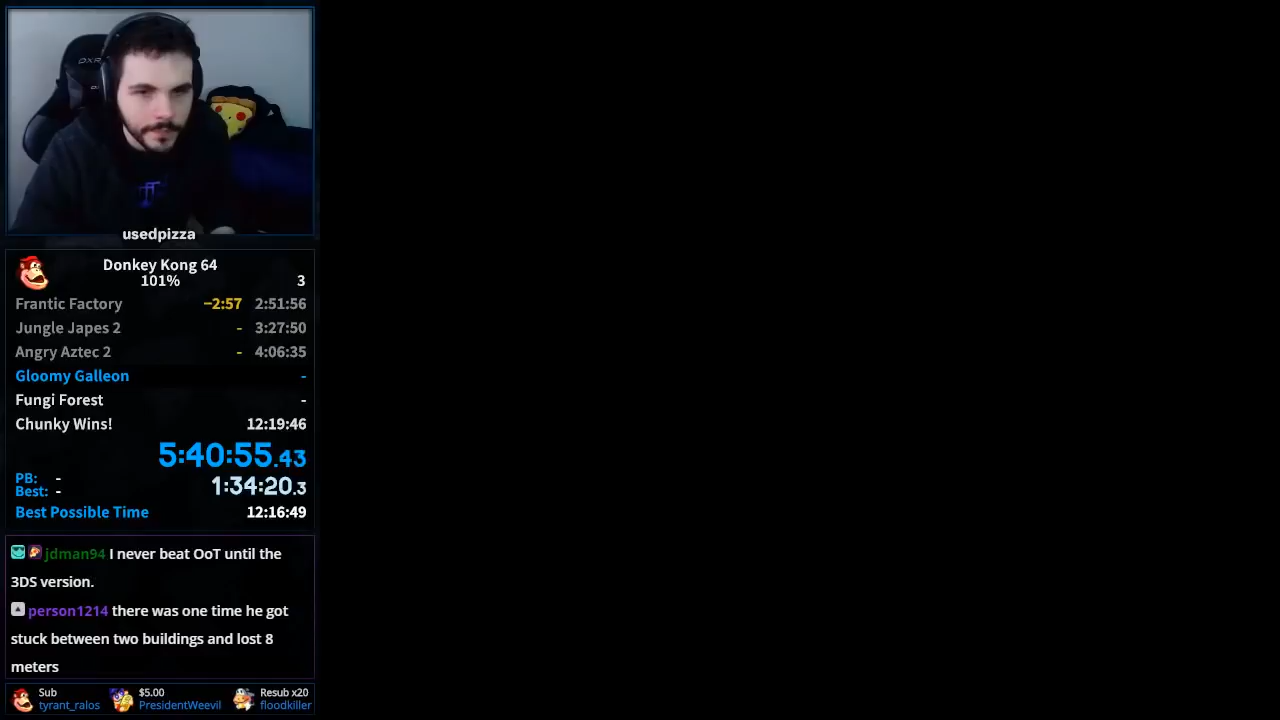 usedpizza
Donkey Kong 64
101% 3
Frantic Factory −2:57 2:51:56
Jungle Japes 2 - 3:27:50
Angry Aztec 2 - 4:06:35
Gloomy Galleon -
Fungi Forest -
Chunky Wins! 12:19:46
5:40:55.43
PB: -
Best: - 1:34:20.3
Best Possible Time 12:16:49
jdman94 I never beat OoT until the
3DS version.
person1214 there was one time he got
stuck between two buildings and lost 8
meters
Sub $5.00 Resub x20
tyrant_ralos PresidentWeevil floodkiller